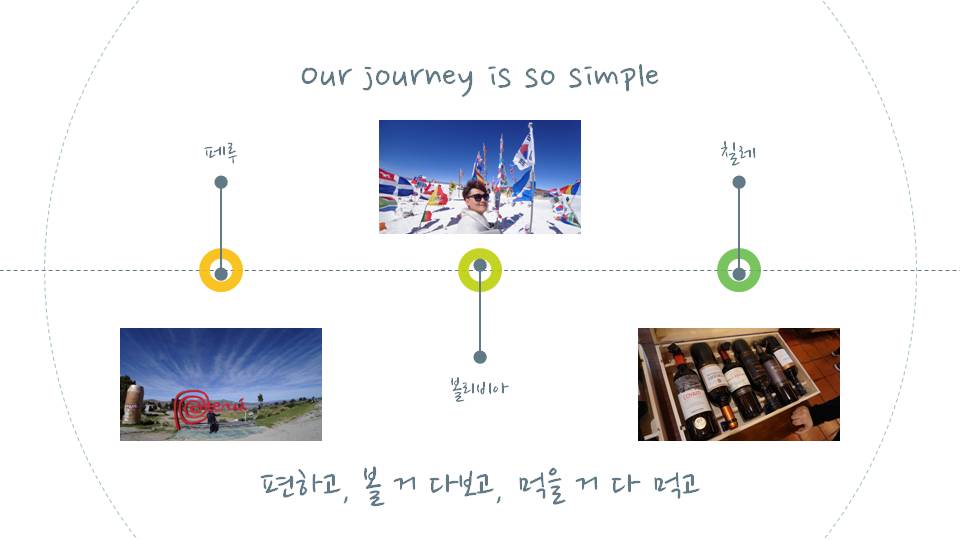 our journey is so simple
페루
칠레
Perú
볼리비아
편하고, 볼 거 다보고, 먹을 거 다 먹고